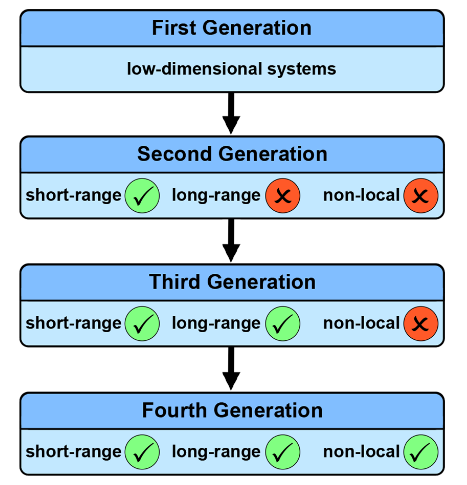 First Generation
low-dimensional systems
Second Generation
short-range ✓ long-range ✗ non-local ✗
Third Generation
short-range ✓ long-range ✓ non-local ✗
Fourth Generation
short-range ✓ long-range ✓ non-local ✓